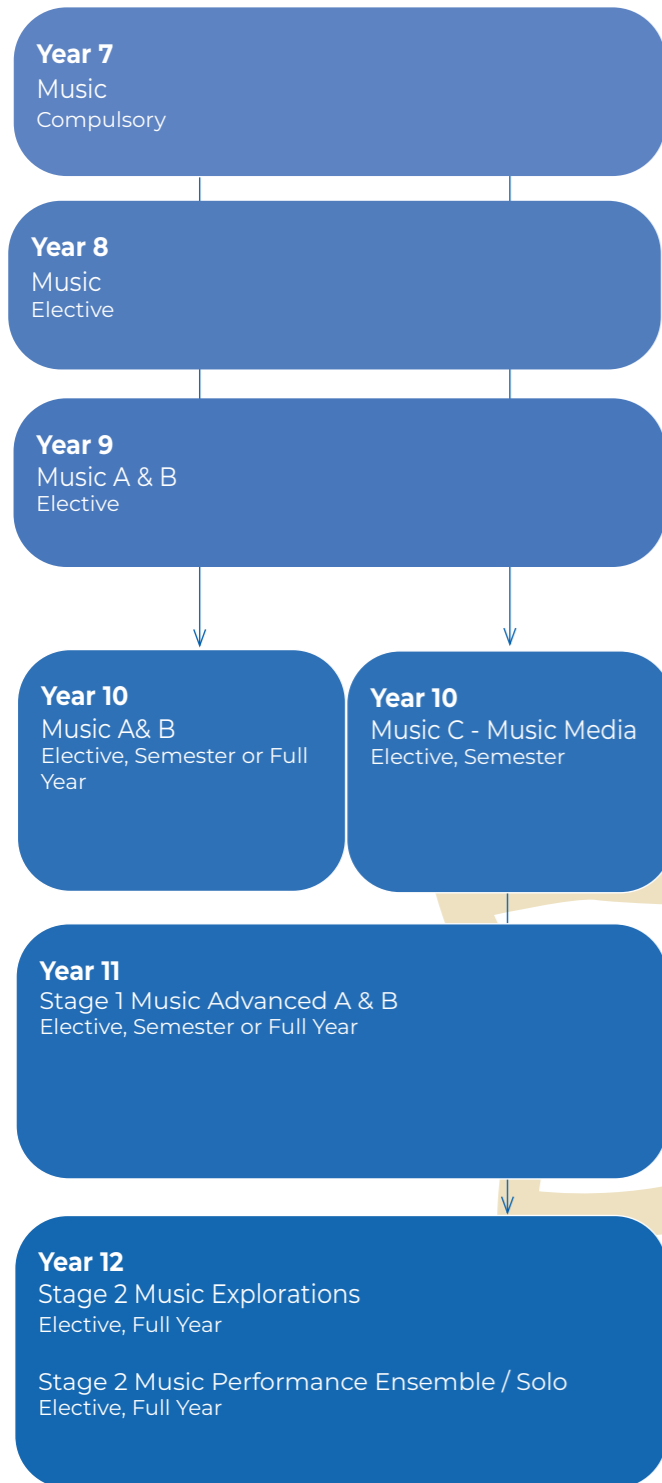 Year 7
Music
Compulsory
Year 8
Music
Elective
Year 9
Music A & B
Elective
Year 10
Music A& B
Elective, Semester or Full
Year
Year 10
Music C - Music Media
Elective, Semester
Year 11
Stage 1 Music Advanced A & B
Elective, Semester or Full Year
Year 12
Stage 2 Music Explorations
Elective, Full Year
Stage 2 Music Performance Ensemble / Solo
Elective, Full Year